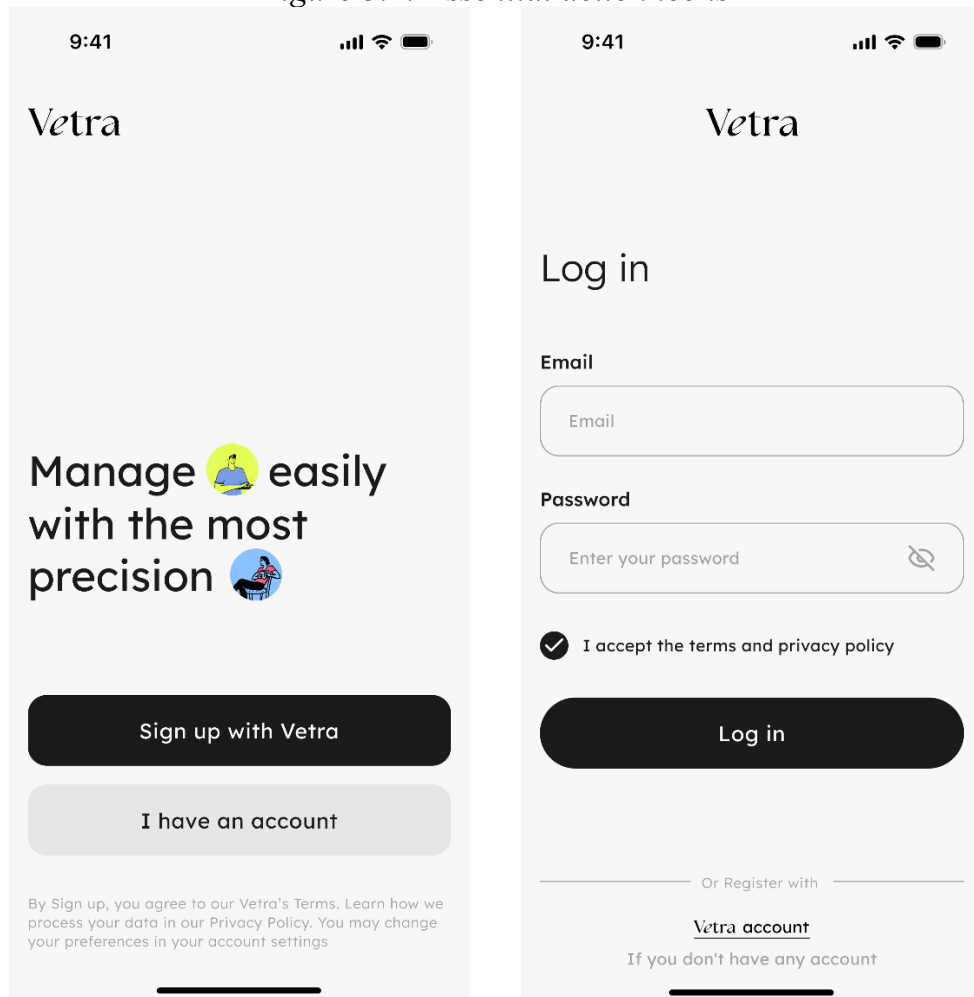 9:41
Vetra
Manage easily
with the most
precision
Sign up with Vetra
I have an account
By Sign up, you agree to our Vetra's Terms. Learn how we
process your data in our Privacy Policy. You may change
your preferences in your account settings
9:41
Vetra
Log in
Email
Email
Password
Enter your password
I accept the terms and privacy policy
Log in
Or Register with
Vetra account
If you don't have any account